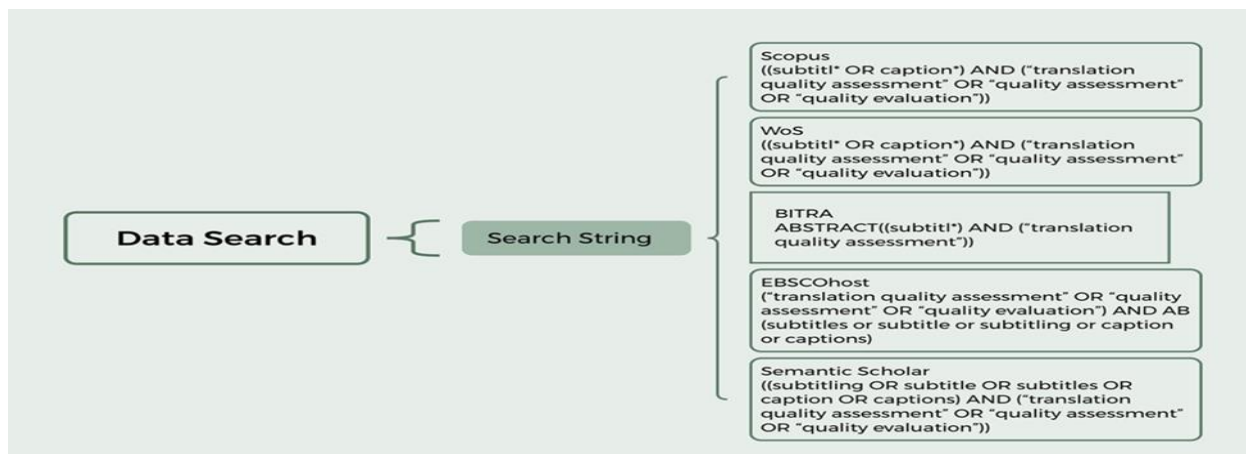 Data Search
Search String
Scopus
((subtitl* OR caption*) AND (“translation
quality assessment” OR “quality assessment”
OR “quality evaluation”))
WoS
((subtitl* OR caption*) AND (“translation
quality assessment” OR “quality assessment”
OR “quality evaluation”))
BITRA
ABSTRACT((subtitl*) AND (“translation
quality assessment”))
EBSCOhost
(“translation quality assessment” OR “quality
assessment” OR “quality evaluation”) AND AB
(subtitles or subtitle or subtitling or caption
or captions)
Semantic Scholar
((subtitling OR subtitle OR subtitles OR
caption OR captions) AND (“translation
quality assessment” OR “quality assessment”
OR “quality evaluation”))